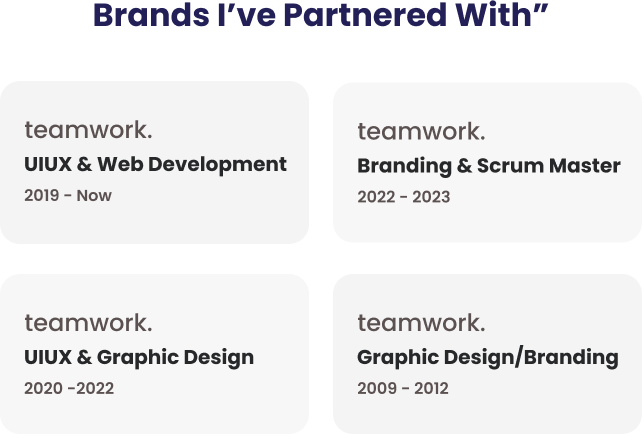 Brands I’ve Partnered With”
teamwork.
UIUX & Web Development
2019 - Now
teamwork.
Branding & Scrum Master
2022 - 2023
teamwork.
UIUX & Graphic Design
2020 -2022
teamwork.
Graphic Design/Branding
2009 - 2012